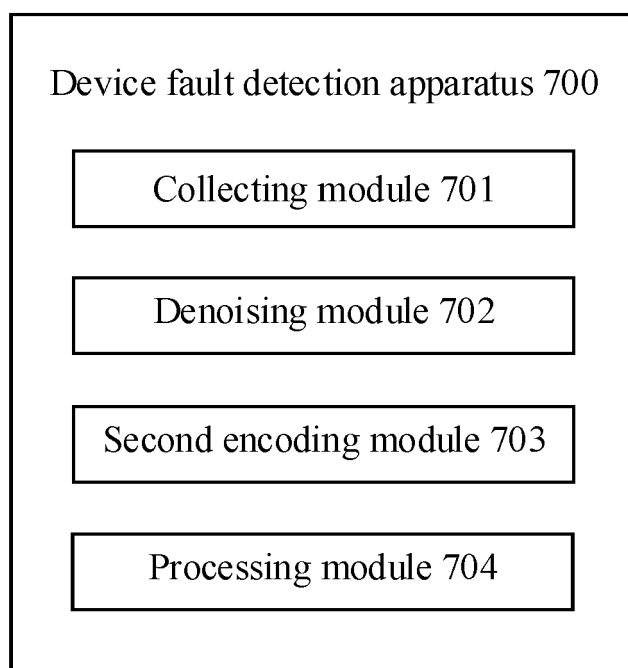 Device fault detection apparatus 700
Collecting module 701
Denoising module 702
Second encoding module 703
Processing module 704